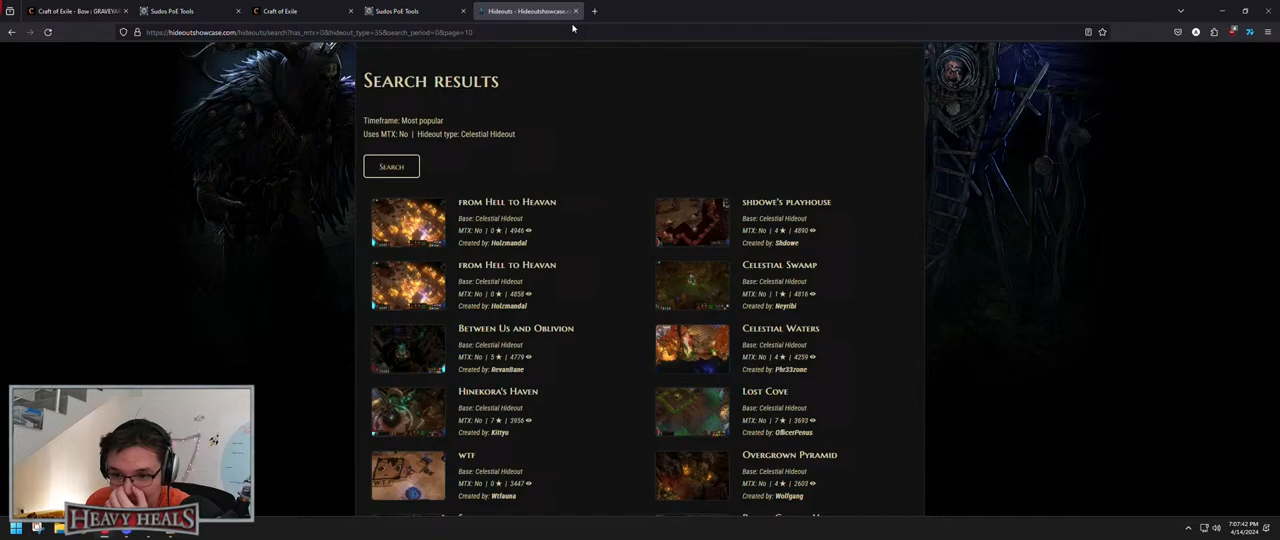 Craft of Exile - Bow : GRAVEYAR
Sudos PoE Tools
Craft of Exile
Sudos PoE Tools
Hideouts - Hideoutshowcase.c
https://hideoutshowcase.com/hideouts/search?has_mtx=0&hideout_type=35&search_period=0&page=10
Search results
Timeframe: Most popular
Uses MTX: No | Hideout type: Celestial Hideout
Search
from Hell to Heavan
Base: Celestial Hideout
MTX: No | 0 ★ | 4946
Created by: Holzmandal
shdowe's playhouse
Base: Celestial Hideout
MTX: No | 4 ★ | 4890
Created by: Shdowe
from Hell to Heavan
Base: Celestial Hideout
MTX: No | 0 ★ | 4858
Created by: Holzmandal
Celestial Swamp
Base: Celestial Hideout
MTX: No | 1 ★ | 4816
Created by: Neyribi
Between Us and Oblivion
Base: Celestial Hideout
MTX: No | 5 ★ | 4779
Created by: RevanBane
Celestial Waters
Base: Celestial Hideout
MTX: No | 4 ★ | 4259
Created by: Phr33zone
Hinekora's Haven
Base: Celestial Hideout
MTX: No | 7 ★ | 3956
Created by: Kittyu
Lost Cove
Base: Celestial Hideout
MTX: No | 7 ★ | 3693
Created by: OfficerPenus
wtf
Base: Celestial Hideout
MTX: No | 0 ★ | 3447
Created by: Wtfauna
Overgrown Pyramid
Base: Celestial Hideout
MTX: No | 4 ★ | 2603
Created by: Wolfgang
Heavy Heals
7:07:42 PM
4/14/2024